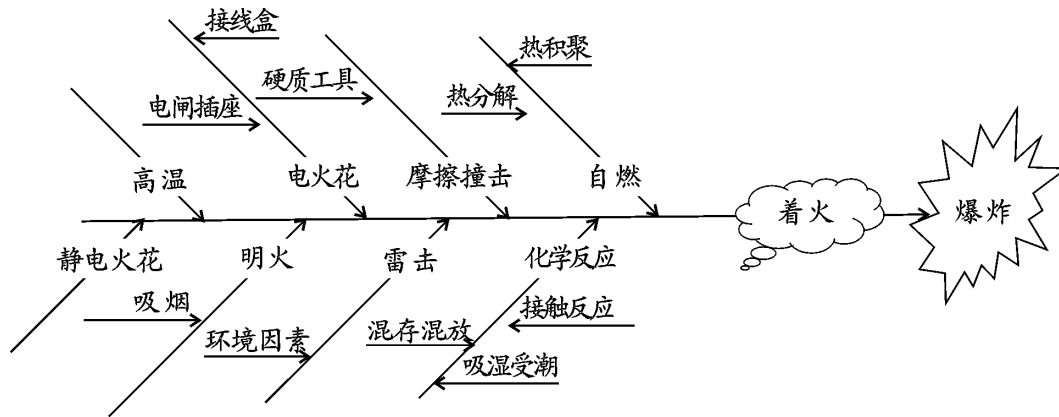 接线盒
热积聚
硬质工具
电闸插座
热分解
高温
电火花
摩擦撞击
自燃
着火
爆炸
静电火花
明火
雷击
化学反应
吸烟
接触反应
环境因素
混存混放
吸湿受潮